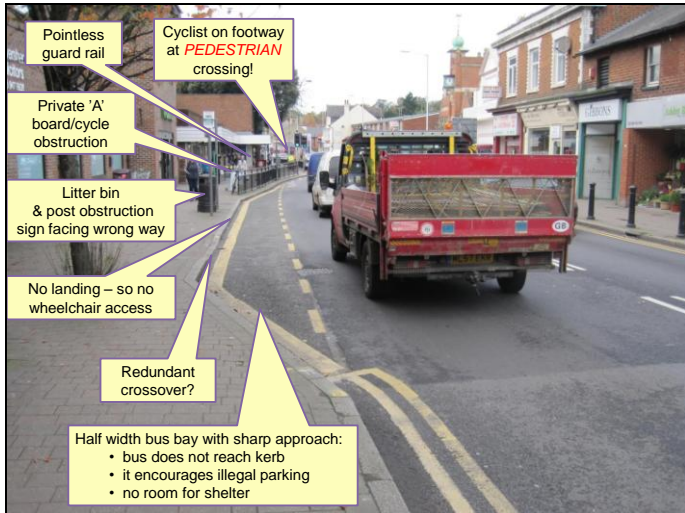 Pointless
guard rail
Cyclist on footway
at PEDESTRIAN
crossing!
Private 'A'
board/cycle
obstruction
Litter bin
& post obstruction
sign facing wrong way
No landing – so no
wheelchair access
Redundant
crossover?
Half width bus bay with sharp approach:
• bus does not reach kerb
• it encourages illegal parking
• no room for shelter
GIBBONS
GB